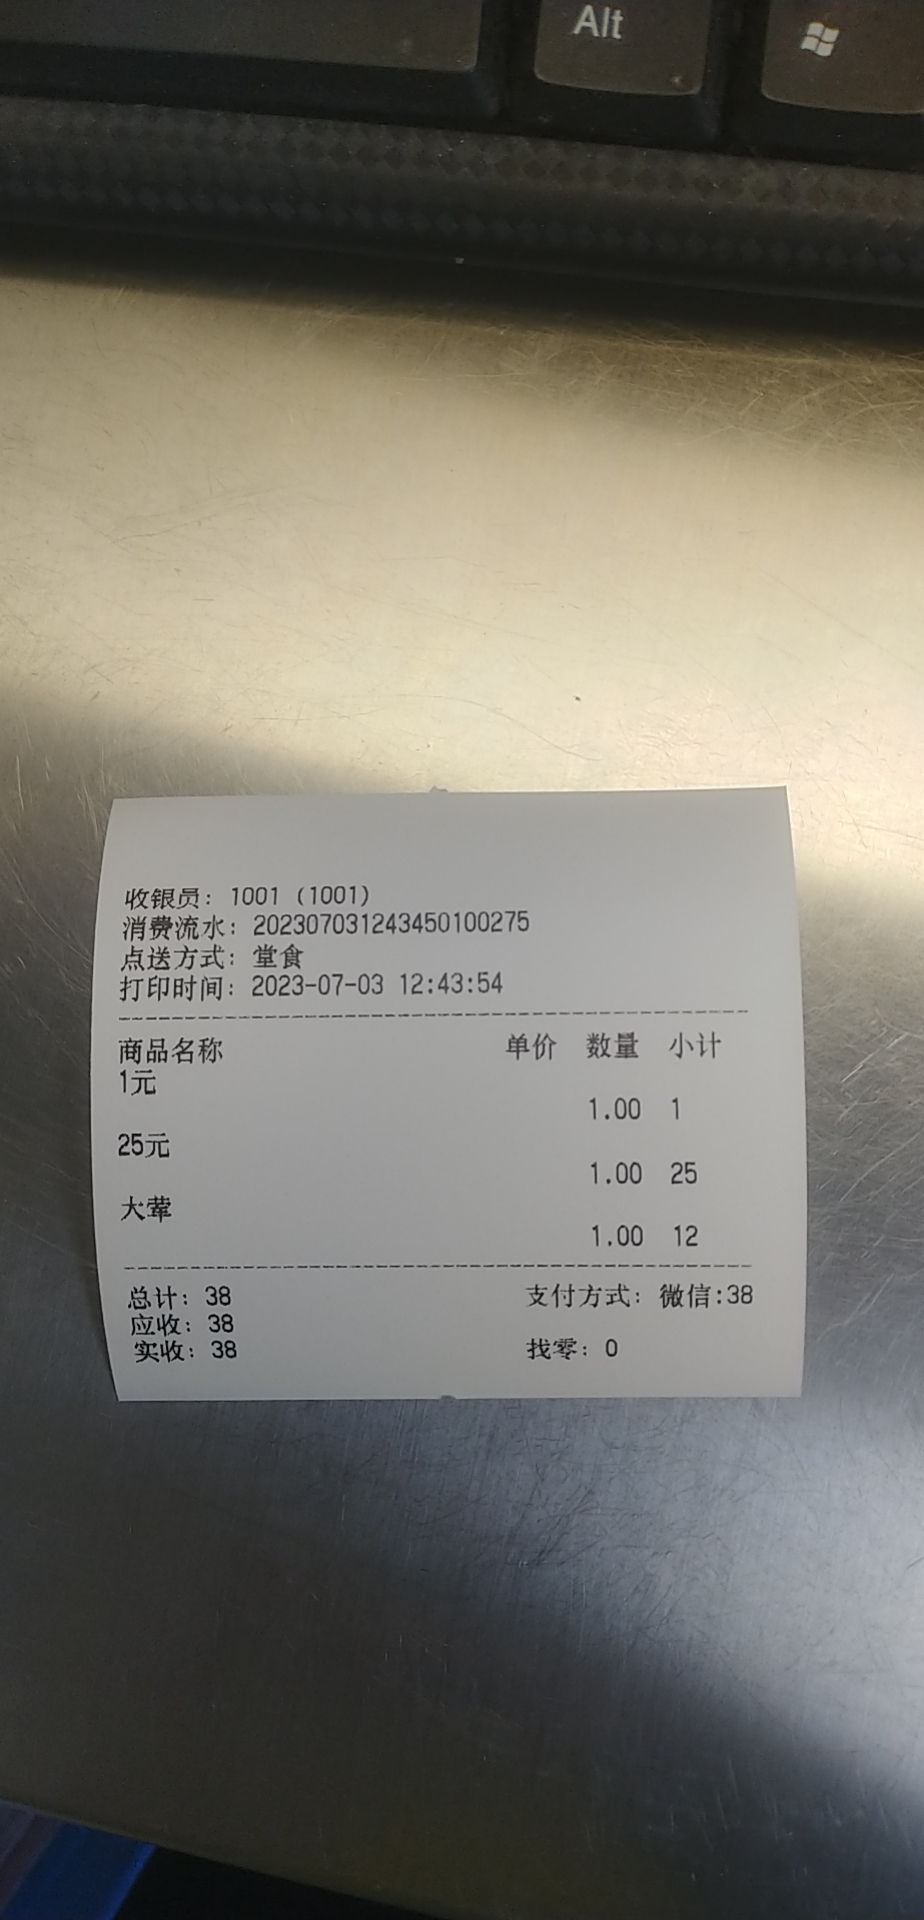 Alt
收银员: 1001 (1001)
消费流水: 202307031243450100275
点送方式: 堂食
打印时间: 2023-07-03 12:43:54
商品名称 单价 数量 小计
1元
1.00 1
25元
1.00 25
大荤
1.00 12
总计: 38 支付方式: 微信:38
应收: 38
实收: 38 找零: 0